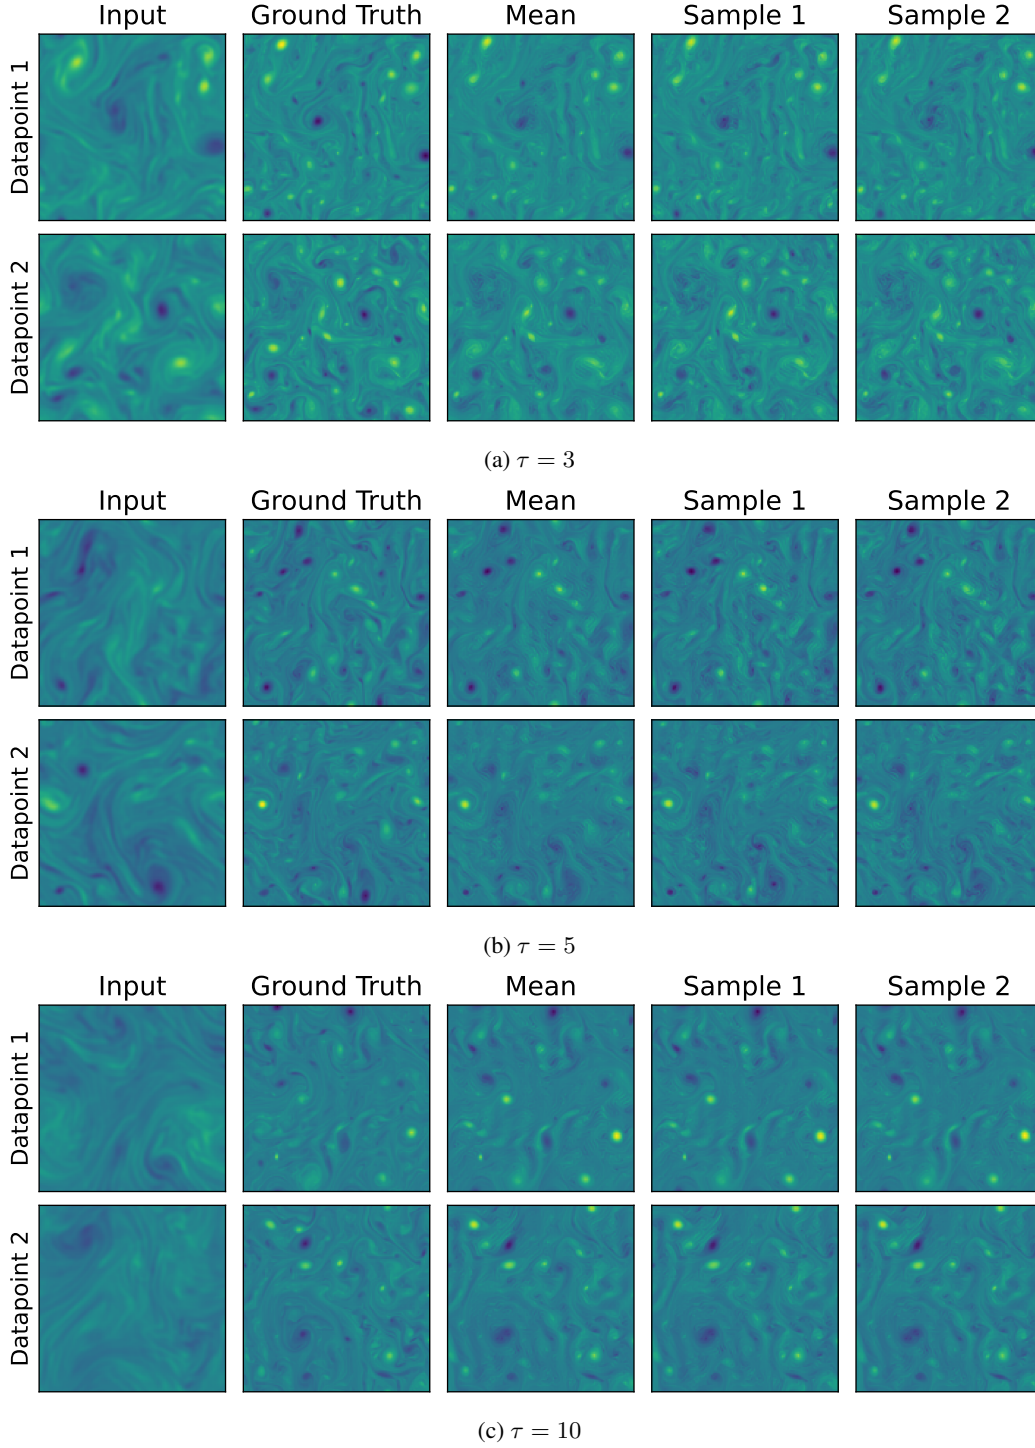 Input Ground Truth Mean Sample 1 Sample 2
Datapoint 1
Datapoint 2
(a) τ = 3
Input Ground Truth Mean Sample 1 Sample 2
Datapoint 1
Datapoint 2
(b) τ = 5
Input Ground Truth Mean Sample 1 Sample 2
Datapoint 1
Datapoint 2
(c) τ = 10